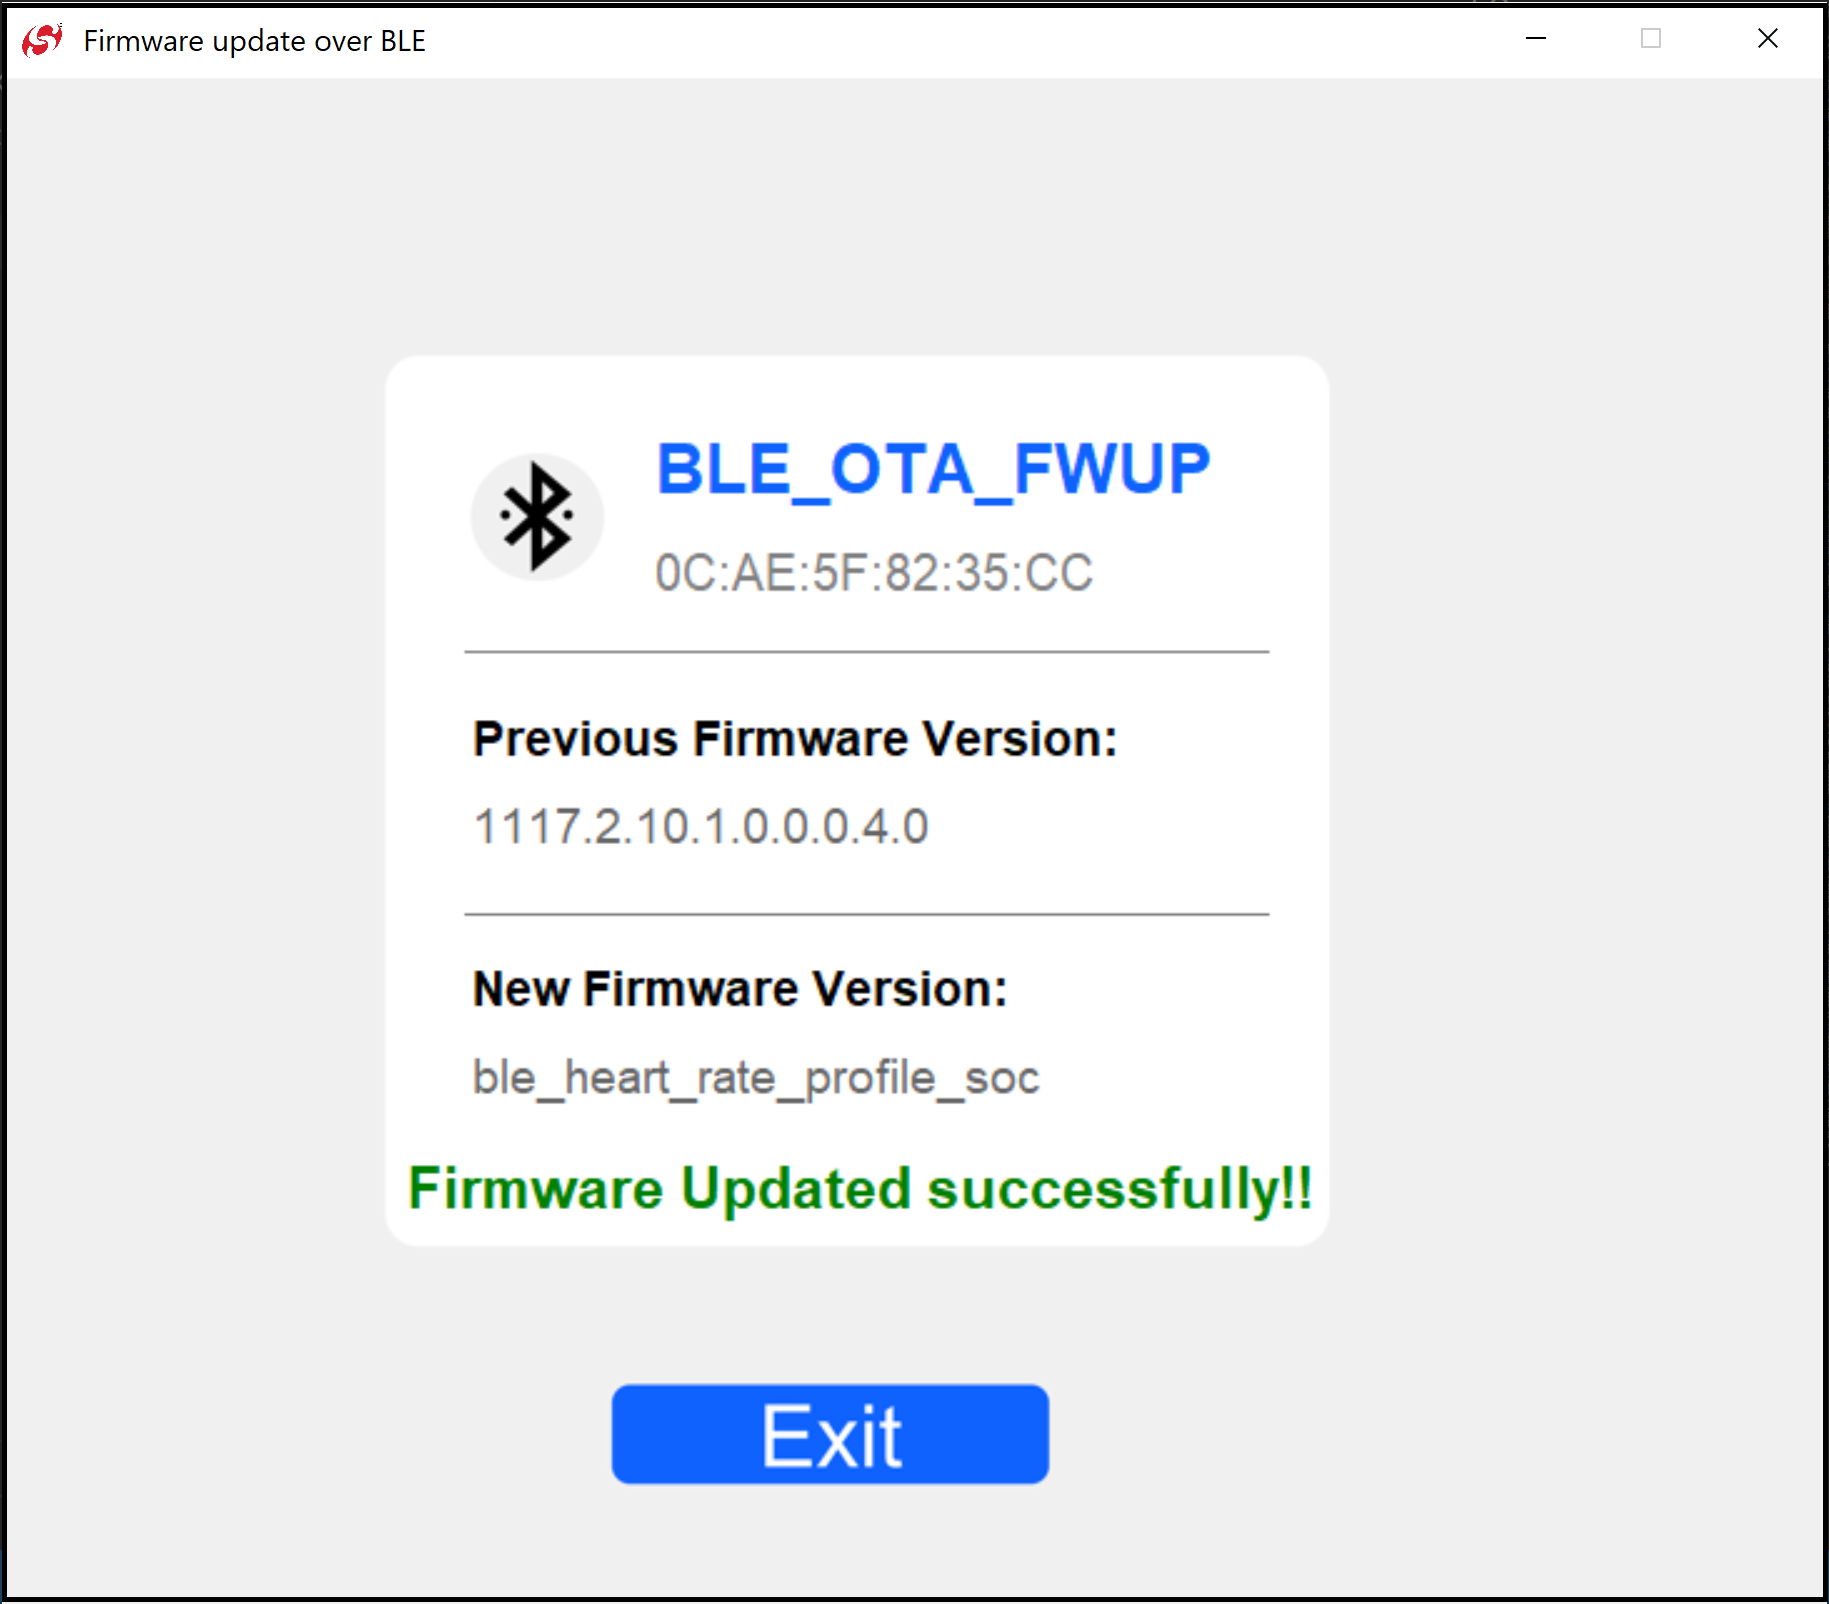 Firmware update over BLE
BLE_OTA_FWUP
0C:AE:5F:82:35:CC
Previous Firmware Version:
1117.2.10.1.0.0.0.4.0
New Firmware Version:
ble_heart_rate_profile_soc
Firmware Updated successfully!!
Exit